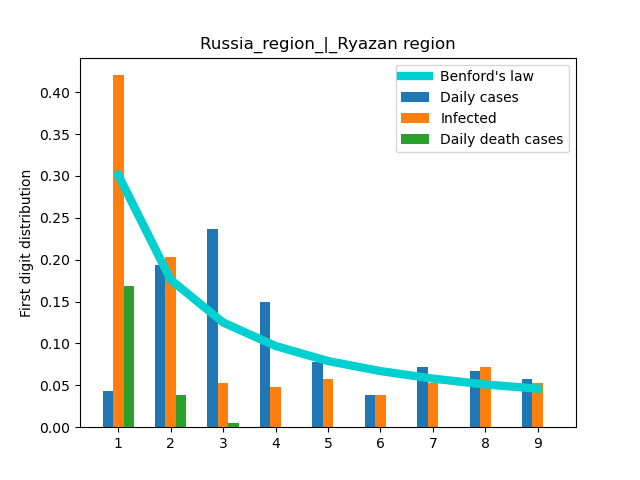 Russia_region_|_Ryazan region
First digit distribution
0.40
0.35
0.30
0.25
0.20
0.15
0.10
0.05
0.00
Benford's law
Daily cases
Infected
Daily death cases
1 2 3 4 5 6 7 8 9